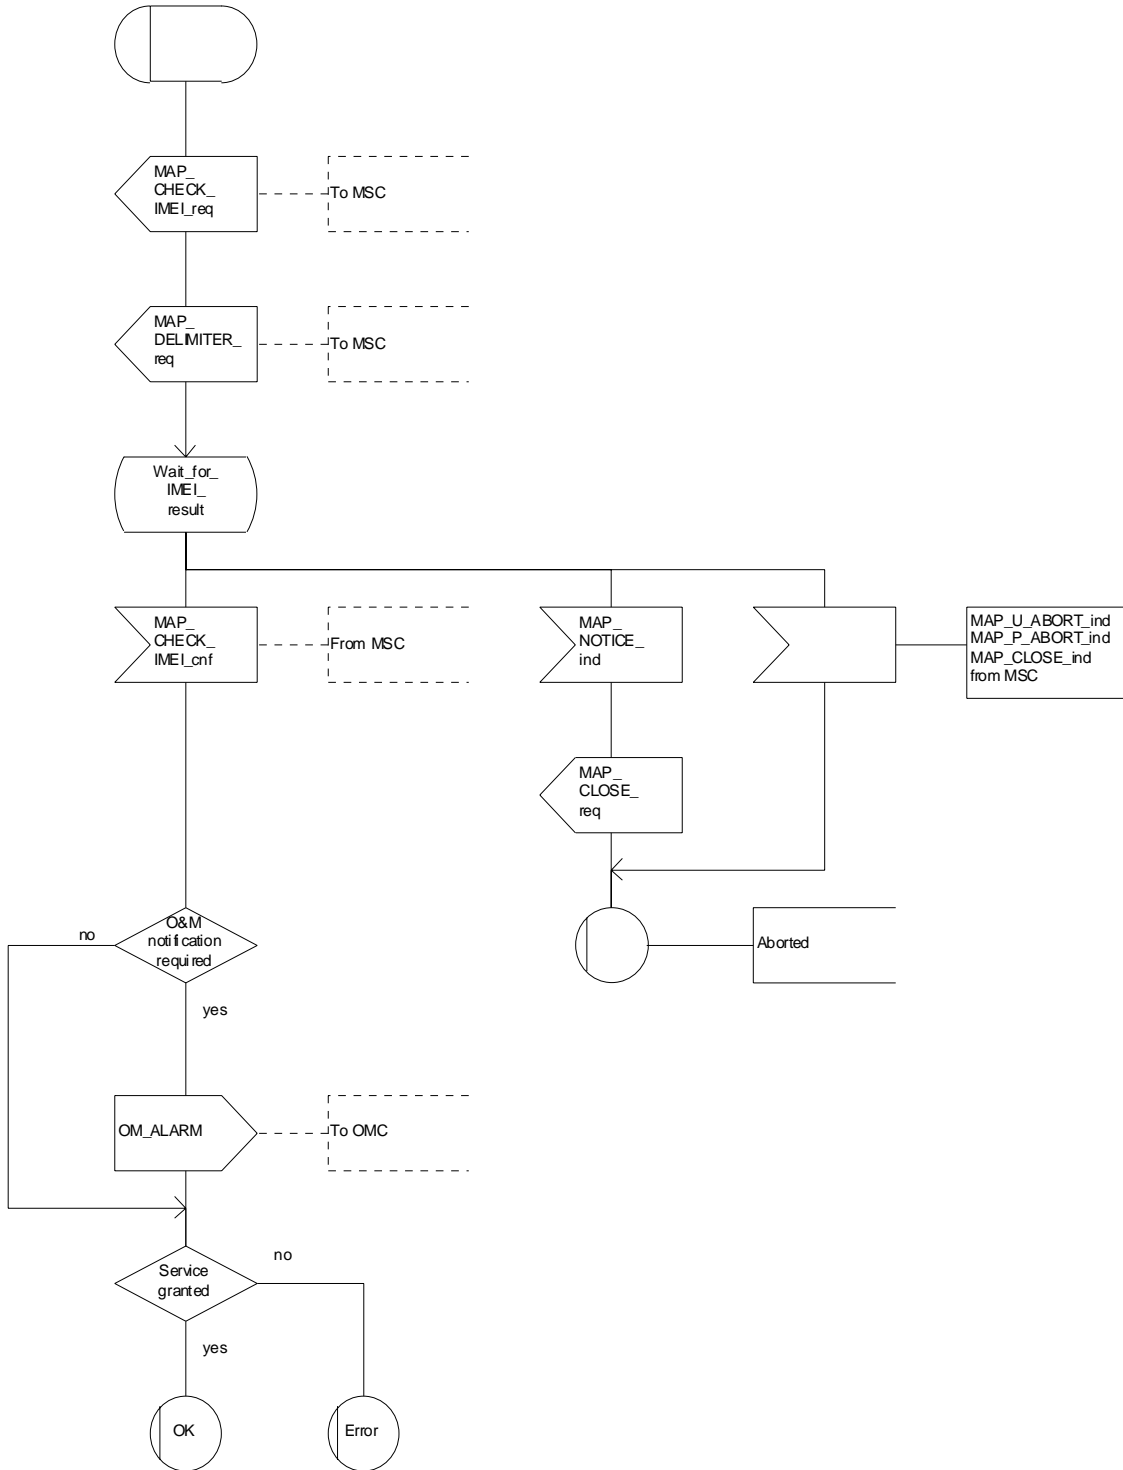 MAP_
CHECK_
IMEI_req
To MSC
MAP_
DELIMITER_
req
To MSC
Wait_for_
IMEI_
result
MAP_
CHECK_
IMEI_cnf
From MSC
MAP_
NOTICE_
ind
MAP_U_ABORT_ind
MAP_P_ABORT_ind
MAP_CLOSE_ind
from MSC
MAP_
CLOSE_
req
O&M
notification
required
no
yes
Aborted
OM_ALARM
To OMC
Service
granted
no
yes
OK
Error